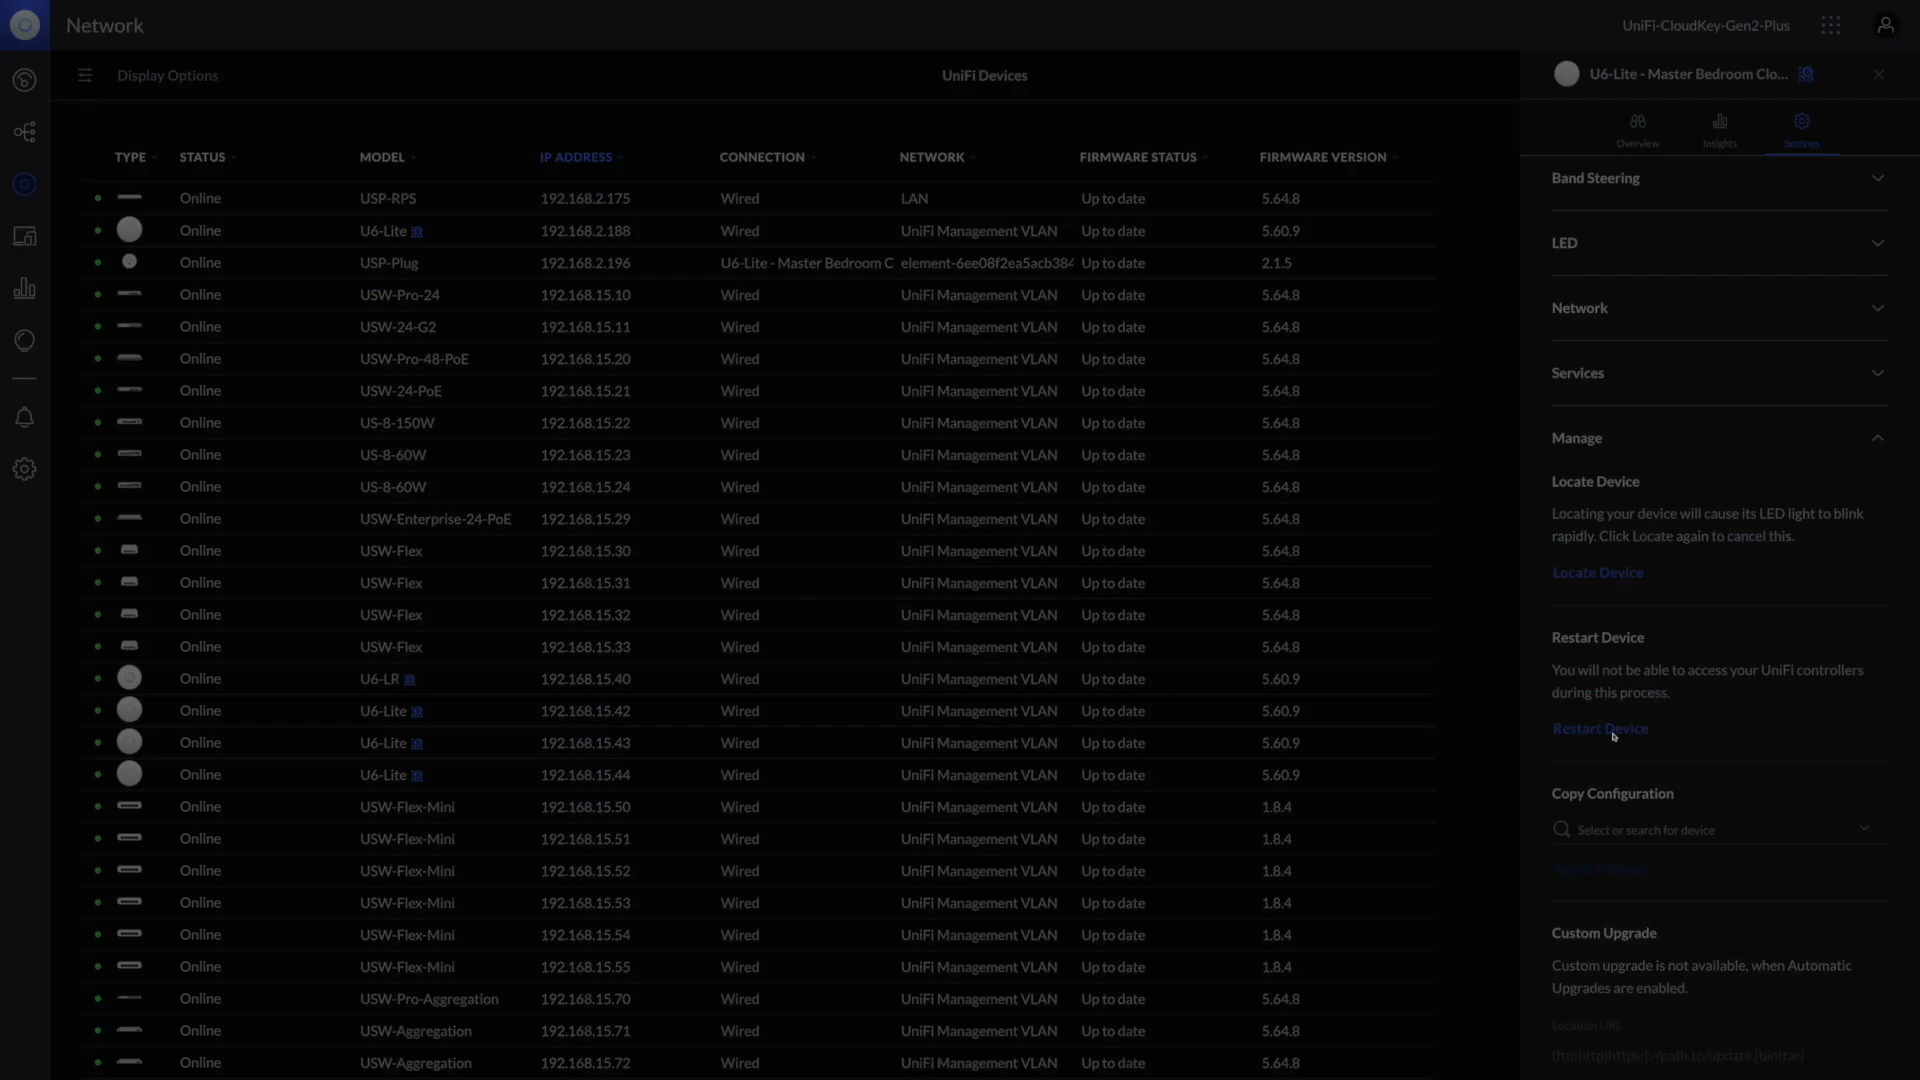 Network
UniFi-CloudKey-Gen2-Plus
Display Options
UniFi Devices
U6-Lite - Master Bedroom Clo...
Overview
Insights
Settings
TYPE STATUS MODEL IP ADDRESS CONNECTION NETWORK FIRMWARE STATUS FIRMWARE VERSION
Online USP-RPS 192.168.2.175 Wired LAN Up to date 5.64.8
Online U6-Lite 192.168.2.188 Wired UniFi Management VLAN Up to date 5.60.9
Online USP-Plug 192.168.2.196 U6-Lite - Master Bedroom C element-6ee08f2ea5acb384 Up to date 2.1.5
Online USW-Pro-24 192.168.15.10 Wired UniFi Management VLAN Up to date 5.64.8
Online USW-24-G2 192.168.15.11 Wired UniFi Management VLAN Up to date 5.64.8
Online USW-Pro-48-PoE 192.168.15.20 Wired UniFi Management VLAN Up to date 5.64.8
Online USW-24-PoE 192.168.15.21 Wired UniFi Management VLAN Up to date 5.64.8
Online US-8-150W 192.168.15.22 Wired UniFi Management VLAN Up to date 5.64.8
Online US-8-60W 192.168.15.23 Wired UniFi Management VLAN Up to date 5.64.8
Online US-8-60W 192.168.15.24 Wired UniFi Management VLAN Up to date 5.64.8
Online USW-Enterprise-24-PoE 192.168.15.29 Wired UniFi Management VLAN Up to date 5.64.8
Online USW-Flex 192.168.15.30 Wired UniFi Management VLAN Up to date 5.64.8
Online USW-Flex 192.168.15.31 Wired UniFi Management VLAN Up to date 5.64.8
Online USW-Flex 192.168.15.32 Wired UniFi Management VLAN Up to date 5.64.8
Online USW-Flex 192.168.15.33 Wired UniFi Management VLAN Up to date 5.64.8
Online U6-LR 192.168.15.40 Wired UniFi Management VLAN Up to date 5.60.9
Online U6-Lite 192.168.15.42 Wired UniFi Management VLAN Up to date 5.60.9
Online U6-Lite 192.168.15.43 Wired UniFi Management VLAN Up to date 5.60.9
Online U6-Lite 192.168.15.44 Wired UniFi Management VLAN Up to date 5.60.9
Online USW-Flex-Mini 192.168.15.50 Wired UniFi Management VLAN Up to date 1.8.4
Online USW-Flex-Mini 192.168.15.51 Wired UniFi Management VLAN Up to date 1.8.4
Online USW-Flex-Mini 192.168.15.52 Wired UniFi Management VLAN Up to date 1.8.4
Online USW-Flex-Mini 192.168.15.53 Wired UniFi Management VLAN Up to date 1.8.4
Online USW-Flex-Mini 192.168.15.54 Wired UniFi Management VLAN Up to date 1.8.4
Online USW-Flex-Mini 192.168.15.55 Wired UniFi Management VLAN Up to date 1.8.4
Online USW-Pro-Aggregation 192.168.15.70 Wired UniFi Management VLAN Up to date 5.64.8
Online USW-Aggregation 192.168.15.71 Wired UniFi Management VLAN Up to date 5.64.8
Online USW-Aggregation 192.168.15.72 Wired UniFi Management VLAN Up to date 5.64.8
Band Steering
LED
Network
Services
Manage
Locate Device
Locating your device will cause its LED light to blink
rapidly. Click Locate again to cancel this.
Locate Device
Restart Device
You will not be able to access your UniFi controllers
during this process.
Restart Device
Copy Configuration
Select or search for device
Custom Upgrade
Custom upgrade is not available, when Automatic
Upgrades are enabled.
Location URL
(ftp|http|https|)://path.to/update.(bin|tar)